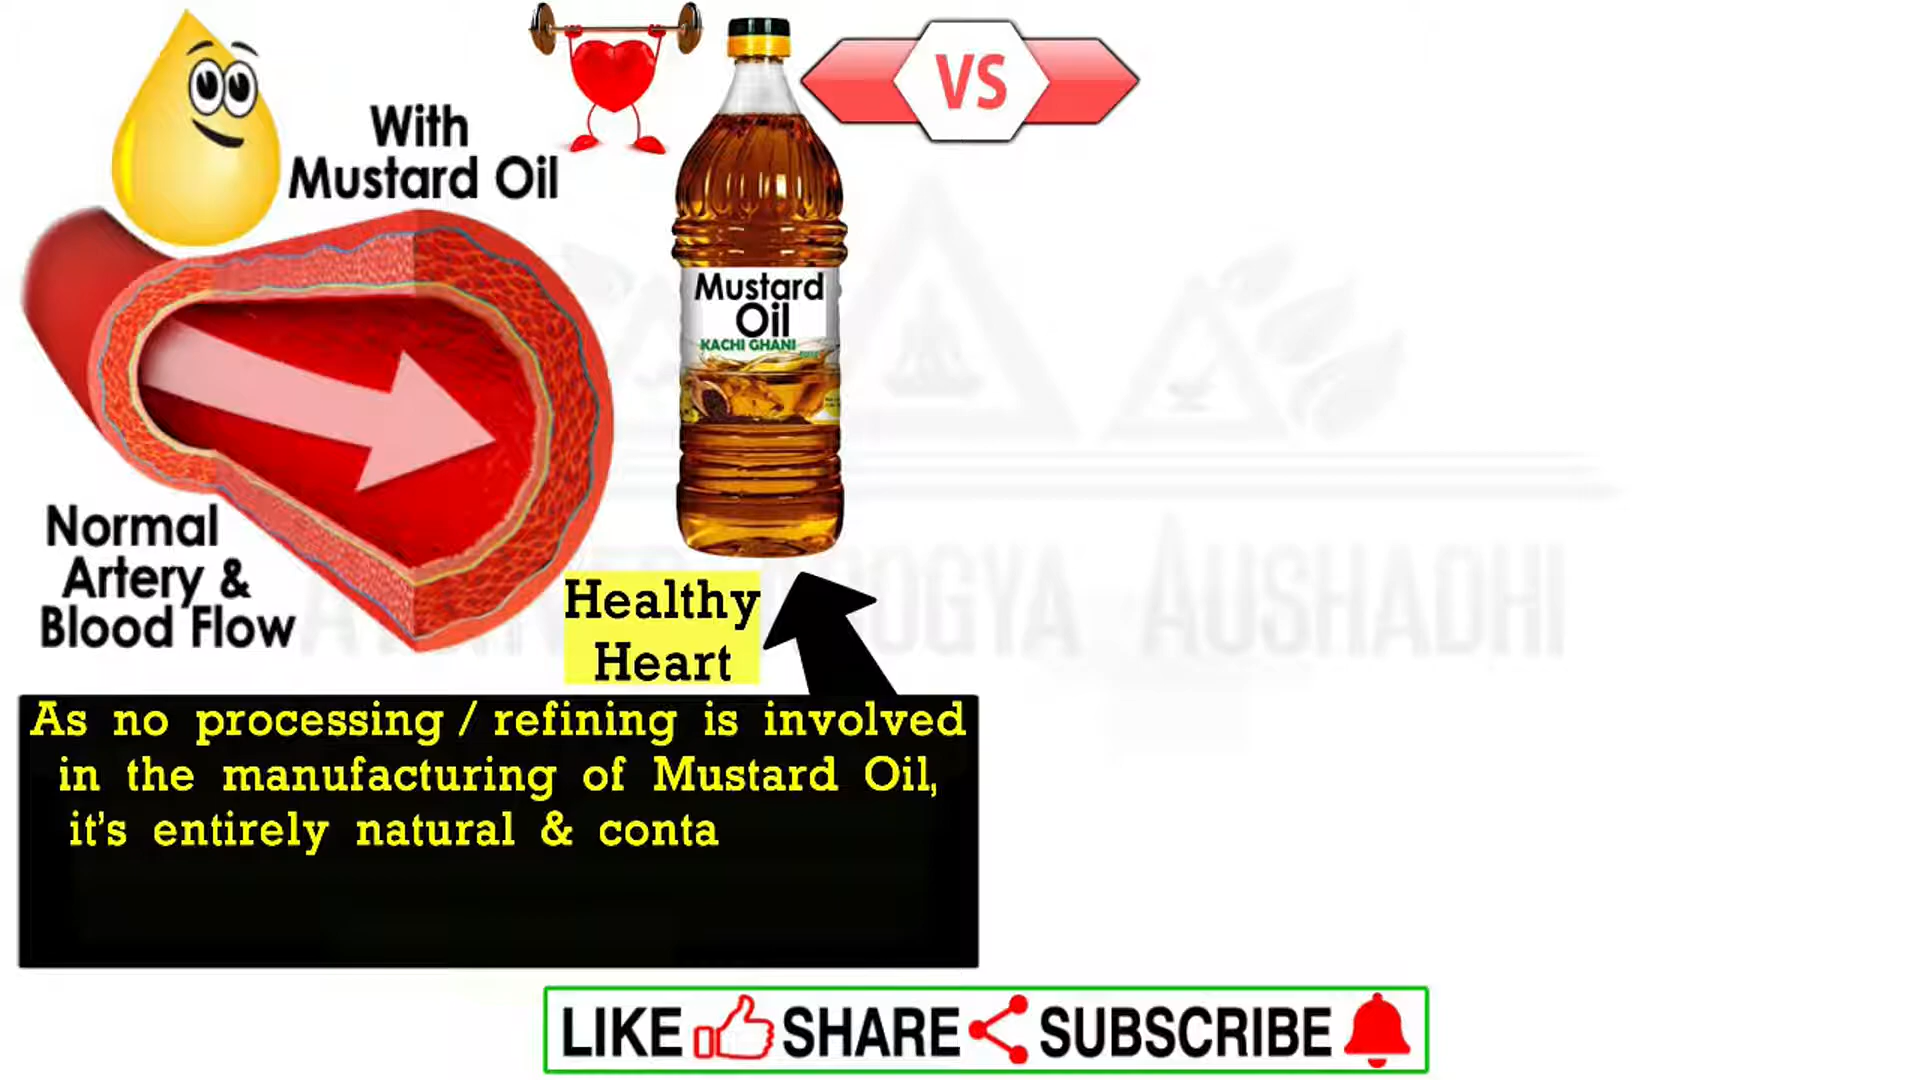 With
Mustard Oil
VS
Mustard
Oil
KACHI GHANI
Normal
Artery &
Blood Flow
Healthy
Heart
As no processing / refining is involved
in the manufacturing of Mustard Oil,
it's entirely natural & conta
AUSHADHI
LIKE SHARE SUBSCRIBE